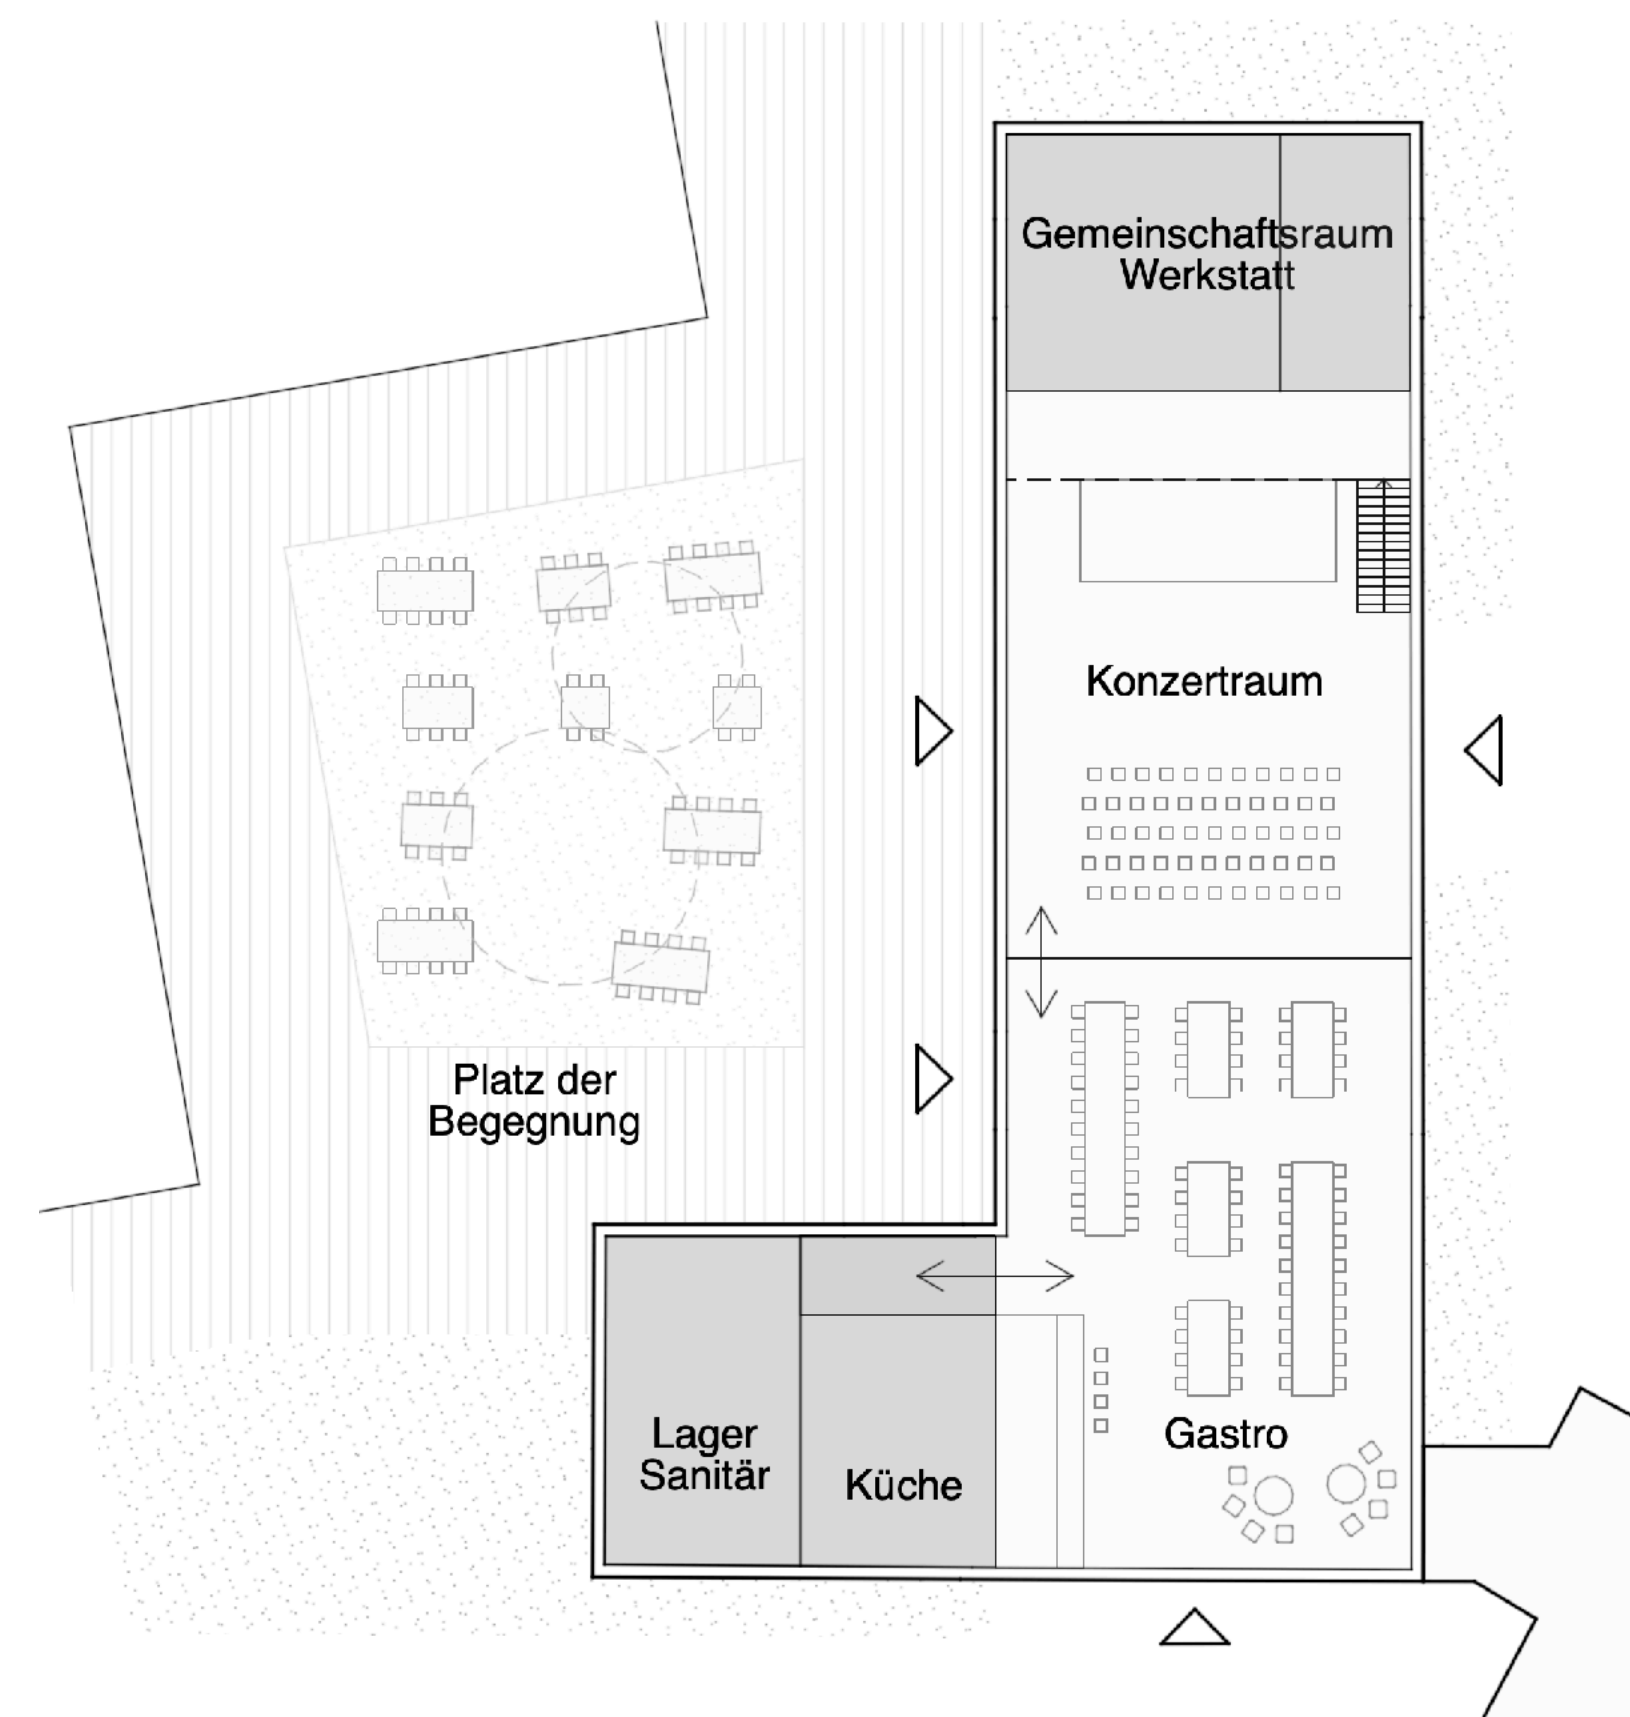 Gemeinschaftsraum
Werkstatt
Konzertraum
Platz der
Begegnung
Lager
Sanitär
Küche
Gastro